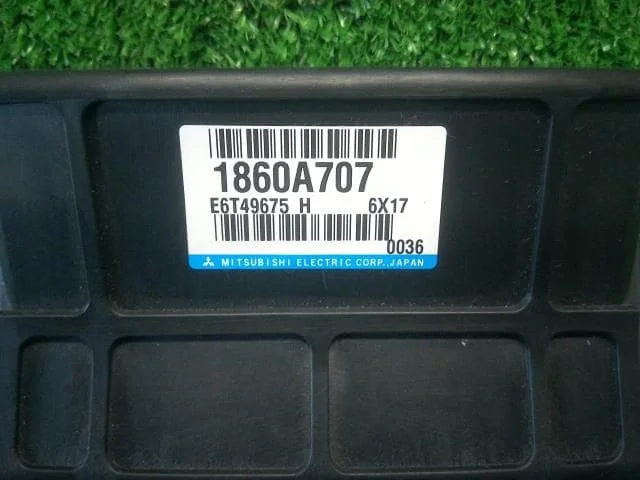 1860A707
E6T49675 H 6X17
0036
MITSUBISHI ELECTRIC CORP.,JAPAN